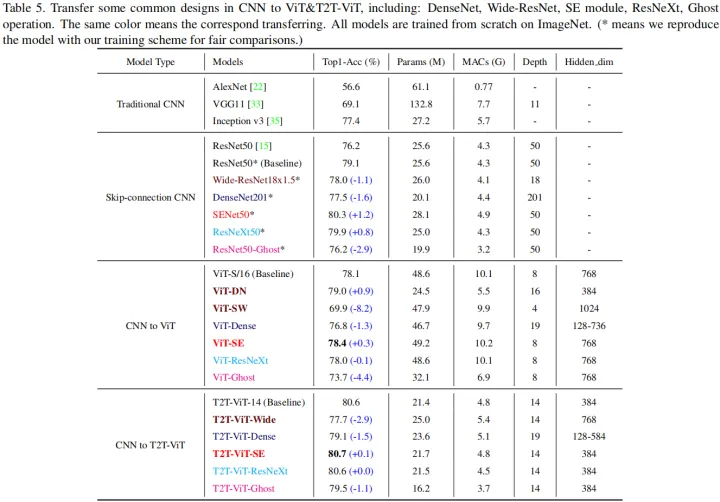 Table 5. Transfer some common designs in CNN to ViT&T2T-ViT, including: DenseNet, Wide-ResNet, SE module, ResNeXt, Ghost
operation. The same color means the correspond transferring. All models are trained from scratch on ImageNet. (* means we reproduce
the model with our training scheme for fair comparisons.)
Model Type Models Top1-Acc (%) Params (M) MACs (G) Depth Hidden_dim
Traditional CNN
AlexNet [22] 56.6 61.1 0.77 - -
VGG11 [33] 69.1 132.8 7.7 11 -
Inception v3 [35] 77.4 27.2 5.7 - -
Skip-connection CNN
ResNet50 [15] 76.2 25.6 4.3 50 -
ResNet50* (Baseline) 79.1 25.6 4.3 50 -
Wide-ResNet18x1.5* 78.0 (-1.1) 26.0 4.1 18 -
DenseNet201* 77.5 (-1.6) 20.1 4.4 201 -
SENet50* 80.3 (+1.2) 28.1 4.9 50 -
ResNeXt50* 79.9 (+0.8) 25.0 4.3 50 -
ResNet50-Ghost* 76.2 (-2.9) 19.9 3.2 50 -
CNN to ViT
ViT-S/16 (Baseline) 78.1 48.6 10.1 8 768
ViT-DN 79.0 (+0.9) 24.5 5.5 16 384
ViT-SW 69.9 (-8.2) 47.9 9.9 4 1024
ViT-Dense 76.8 (-1.3) 46.7 9.7 19 128-736
ViT-SE 78.4 (+0.3) 49.2 10.2 8 768
ViT-ResNeXt 78.0 (-0.1) 48.6 10.1 8 768
ViT-Ghost 73.7 (-4.4) 32.1 6.9 8 768
CNN to T2T-ViT
T2T-ViT-14 (Baseline) 80.6 21.4 4.8 14 384
T2T-ViT-Wide 77.7 (-2.9) 25.0 5.4 14 768
T2T-ViT-Dense 79.1 (-1.5) 23.6 5.1 19 128-584
T2T-ViT-SE 80.7 (+0.1) 21.7 4.8 14 384
T2T-ViT-ResNeXt 80.6 (+0.0) 21.5 4.5 14 384
T2T-ViT-Ghost 79.5 (-1.1) 16.2 3.7 14 384